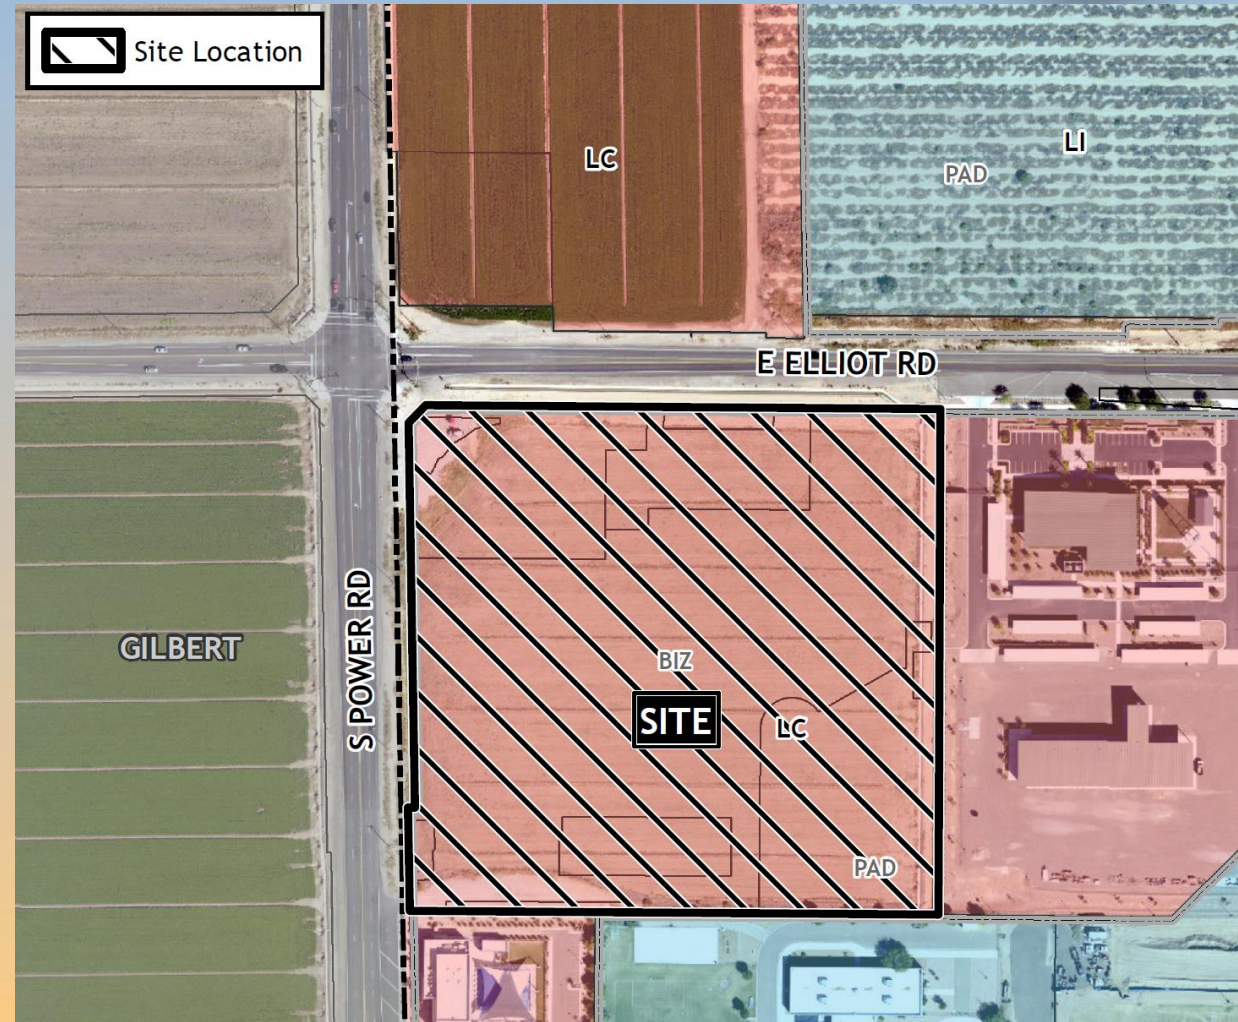 Site Location
LC
LI
PAD
E ELLIOT RD
S POWER RD
GILBERT
BIZ
SITE
LC
PAD